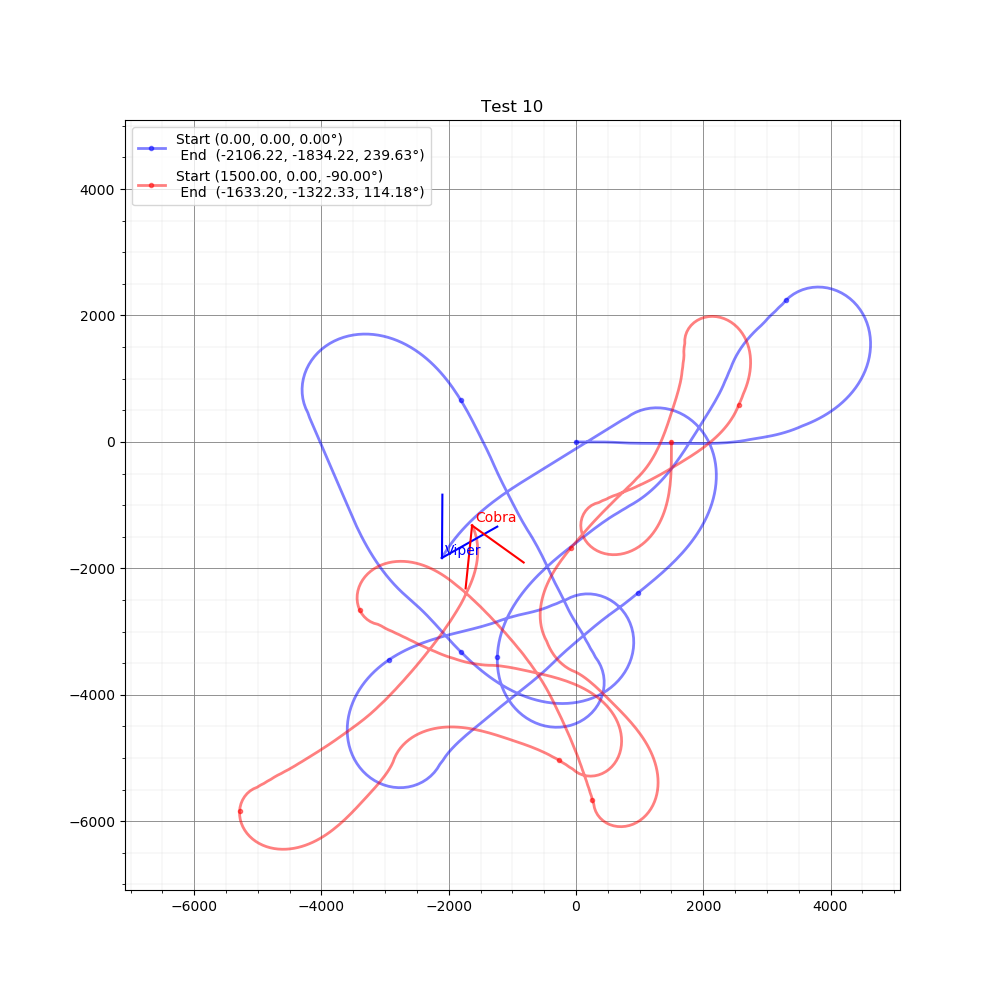 Test 10
Start (0.00, 0.00, 0.00°)
End (-2106.22, -1834.22, 239.63°)
Start (1500.00, 0.00, -90.00°)
End (-1633.20, -1322.33, 114.18°)
4000
2000
0
−2000
−4000
−6000
Cobra
Viper
−6000 −4000 −2000 0 2000 4000